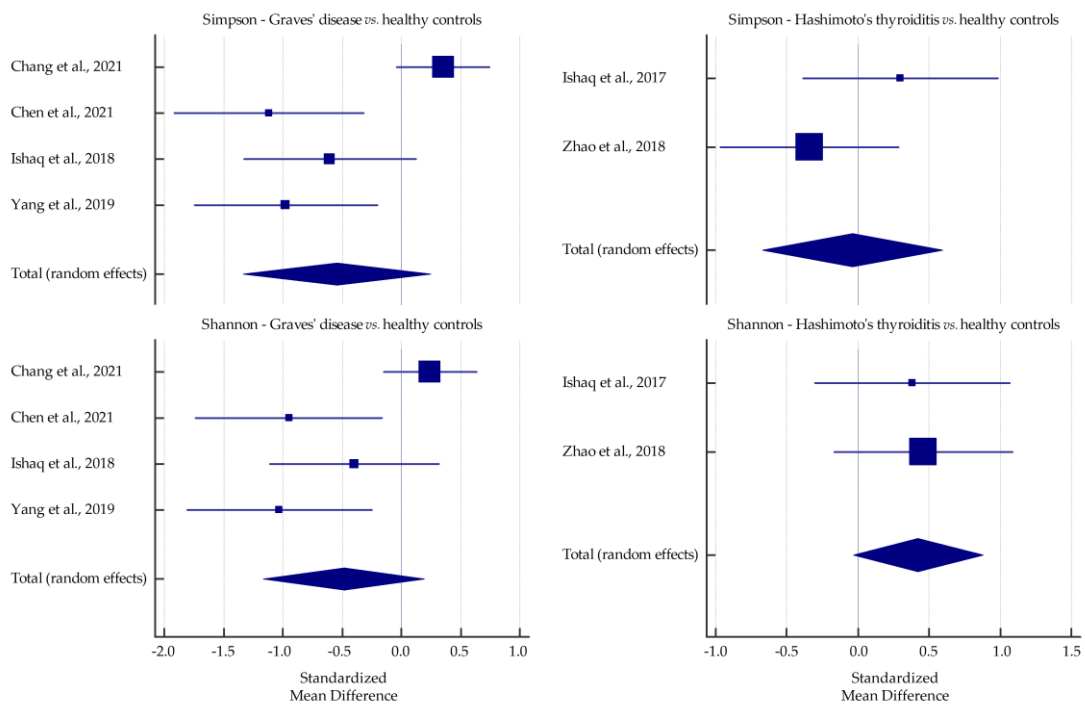 Simpson - Graves' disease vs. healthy controls
Chang et al., 2021
Chen et al., 2021
Ishaq et al., 2018
Yang et al., 2019
Total (random effects)
Simpson - Hashimoto's thyroiditis vs. healthy controls
Ishaq et al., 2017
Zhao et al., 2018
Total (random effects)
Shannon - Graves' disease vs. healthy controls
Chang et al., 2021
Chen et al., 2021
Ishaq et al., 2018
Yang et al., 2019
Total (random effects)
-2.0 -1.5 -1.0 -0.5 0.0 0.5 1.0
Standardized
Mean Difference
Shannon - Hashimoto's thyroiditis vs. healthy controls
Ishaq et al., 2017
Zhao et al., 2018
Total (random effects)
-1.0 -0.5 0.0 0.5 1.0 1.5
Standardized
Mean Difference